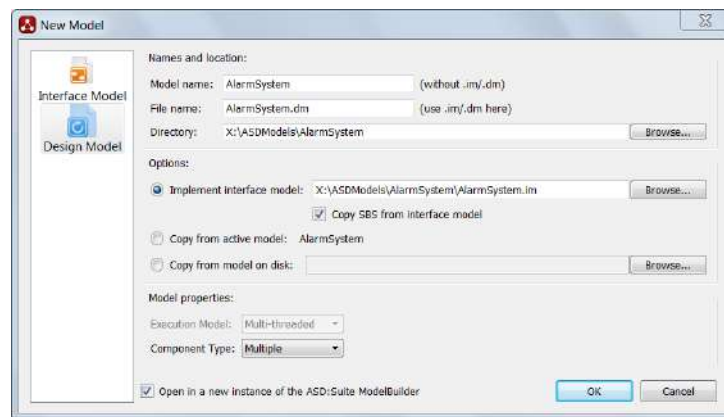 New Model
Interface Model
Design Model
Names and location:
Model name: AlarmSystem (without .im/.dm)
File name: AlarmSystem.dm (use .im/.dm here)
Directory: X:\ASDModels\AlarmSystem Browse...
Options:
Implement interface model: X:\ASDModels\AlarmSystem\AlarmSystem.im Browse...
Copy SBS from interface model
Copy from active model: AlarmSystem
Copy from model on disk: Browse...
Model properties:
Execution Model: Multi-threaded
Component Type: Multiple
Open in a new instance of the ASD:Suite ModelBuilder OK Cancel